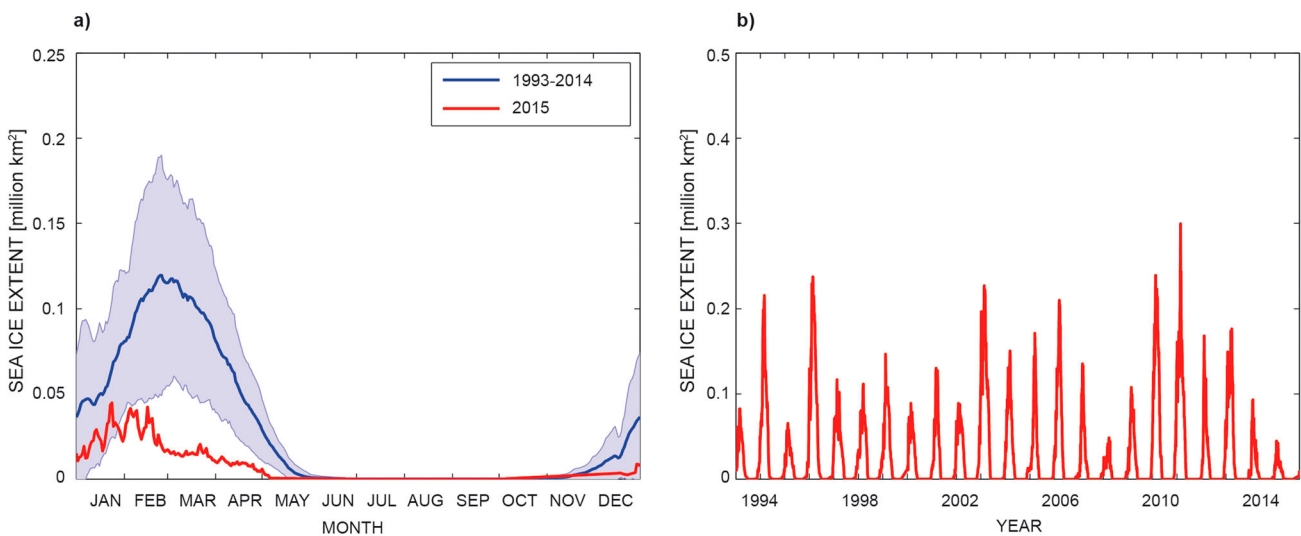 a)
SEA ICE EXTENT [million km²]
0.25
0.2
0.15
0.1
0.05
0
1993-2014
2015
JAN FEB MAR APR MAY JUN JUL AUG SEP OCT NOV DEC
MONTH
b)
SEA ICE EXTENT [million km²]
0.5
0.4
0.3
0.2
0.1
0
1994 1998 2002 2006 2010 2014
YEAR